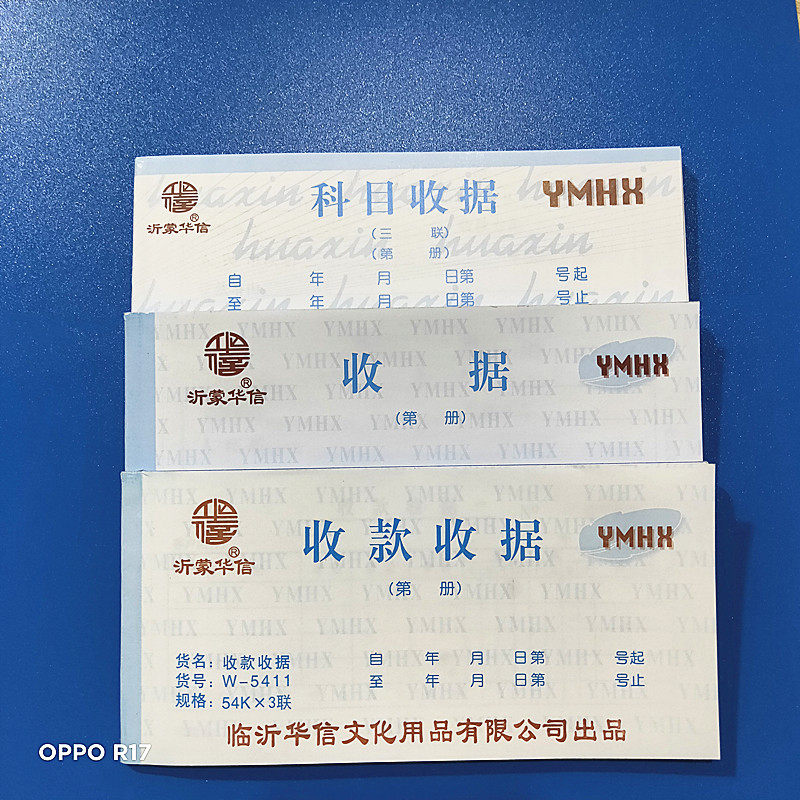 科目收据 YMHX
沂蒙华信®
(三 联)
(第 册)
自 年 月 日第 号起
至 年 月 日第 号止
收 据 YMHX
沂蒙华信®
(第 册)
收款收据 YMHX
沂蒙华信®
(第 册)
货名：收款收据 自 年 月 日第 号起
货号：W-5411 至 年 月 日第 号止
规格：54K×3联
临沂华信文化用品有限公司出品
OPPO R17